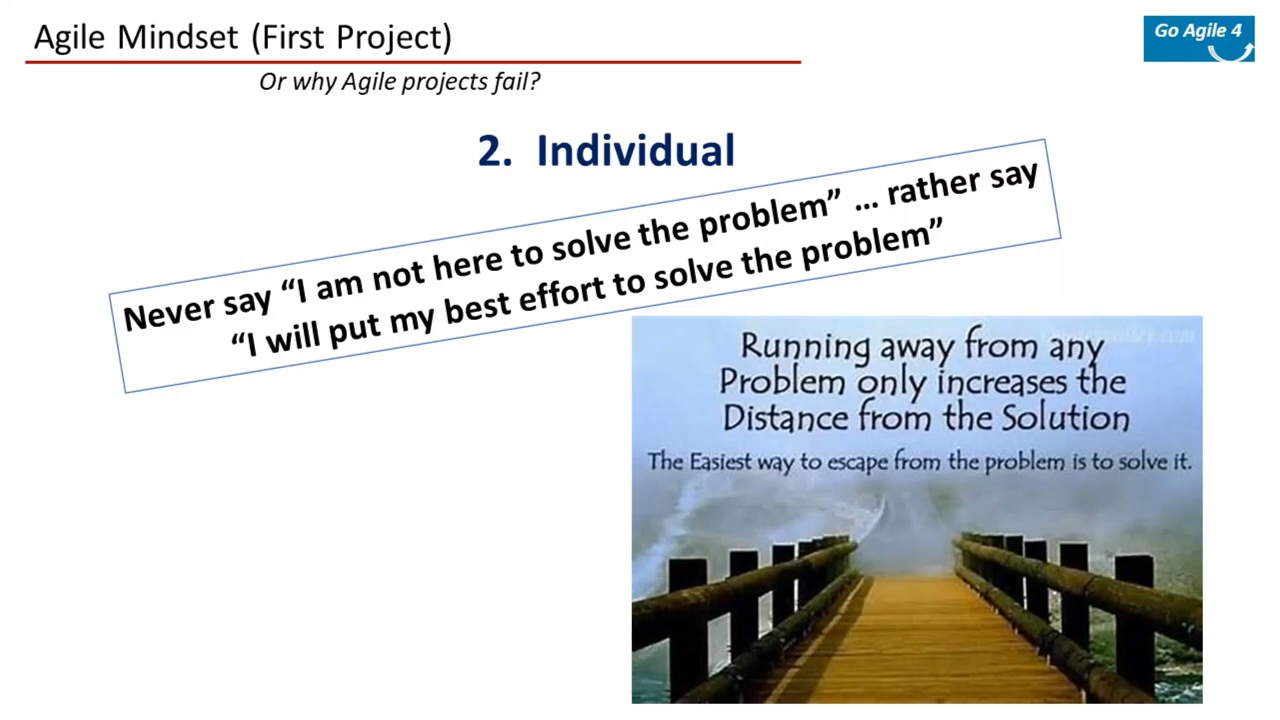 Agile Mindset (First Project)
Go Agile 4
Or why Agile projects fail?
2. Individual
Never say “I am not here to solve the problem” ... rather say
“I will put my best effort to solve the problem”
Running away from any
Problem only increases the
Distance from the Solution
The Easiest way to escape from the problem is to solve it.